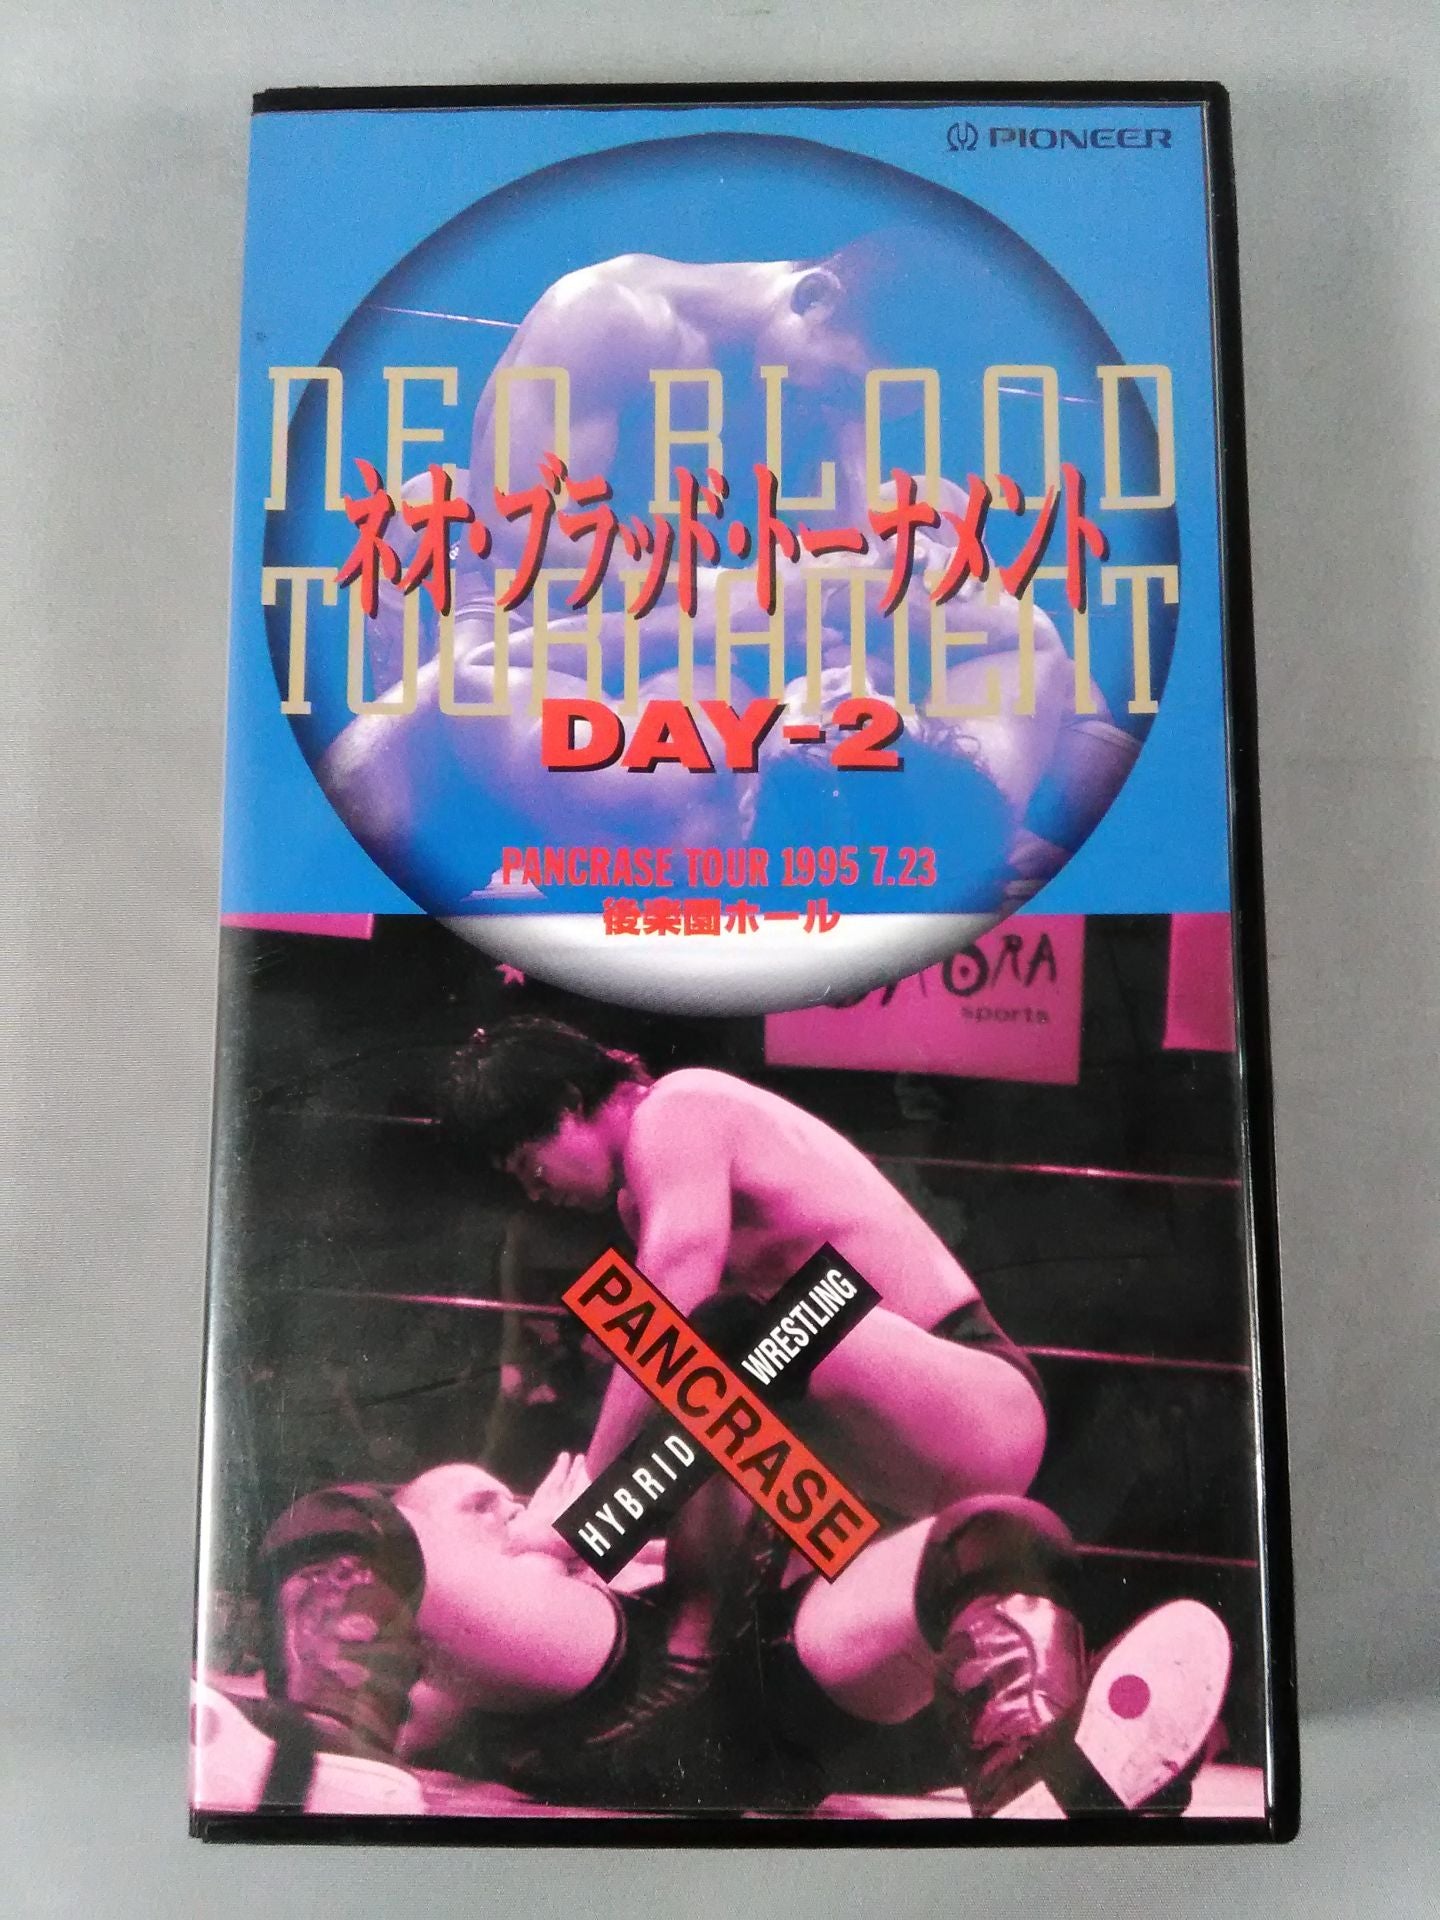 PIONEER
NEO BLOOD
ネオ・ブラッド・トーナメント
TOURNAMENT
DAY-2
PANCRASE TOUR 1995 7.23
後楽園ホール
sports
HYBRID WRESTLING
PANCRASE